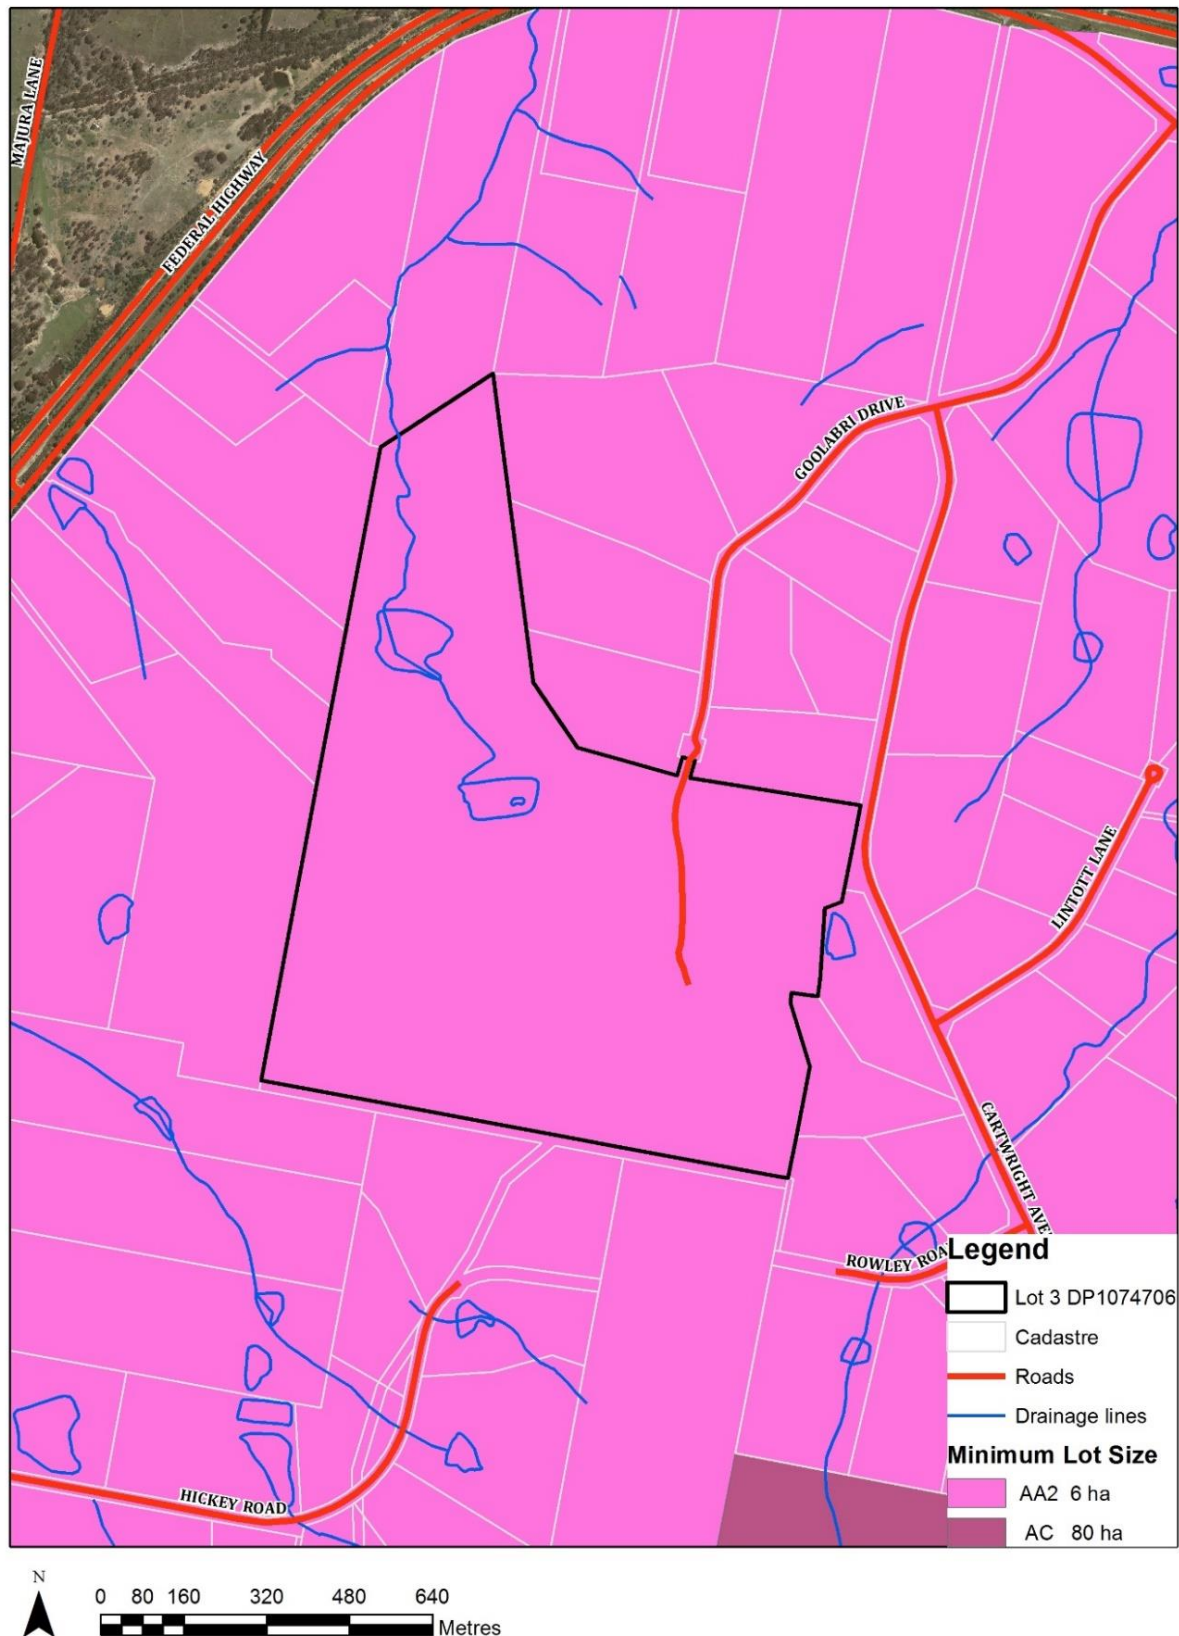 MAJURA LANE
FEDERAL HIGHWAY
GOOLABRI DRIVE
LINTOTT LANE
CARTWRIGHT AVE
ROWLEY ROA
HICKEY ROAD
Legend
Lot 3 DP1074706
Cadastre
Roads
Drainage lines
Minimum Lot Size
AA2 6 ha
AC 80 ha
N
0 80 160 320 480 640
Metres